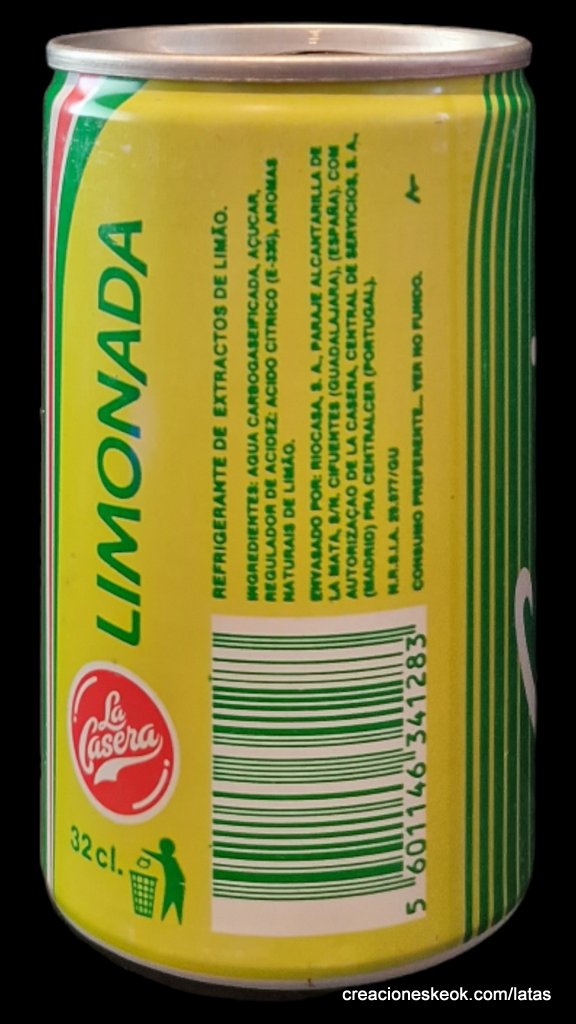 LIMONADA
La
Casera
32 cl.
REFRIGERANTE DE EXTRACTOS DE LIMÃO.
INGREDIENTES: AGUA CARBOGASEIFICADA, AÇUCAR,
REGULADOR DE ACIDEZ: ACIDO CITRICO (E-330), AROMAS
NATURAIS DE LIMÃO.
ENVASADO POR: RIOCASA, S. A., PARAJE ALCANTARILLA DE
LA MATA, S/N. CIFUENTES (GUADALAJARA), (ESPAÑA). COM
AUTORIZAÇAO DE LA CASERA, CENTRAL DE SERVICIOS, S. A.,
(MADRID) PRA CENTRALCER (PORTUGAL).
N.R.S.I.A. 29.977/GU
CONSUMO PREFERENTE.. VER NO FUNDO. A
5 601146 341283
creacioneskeok.com/latas